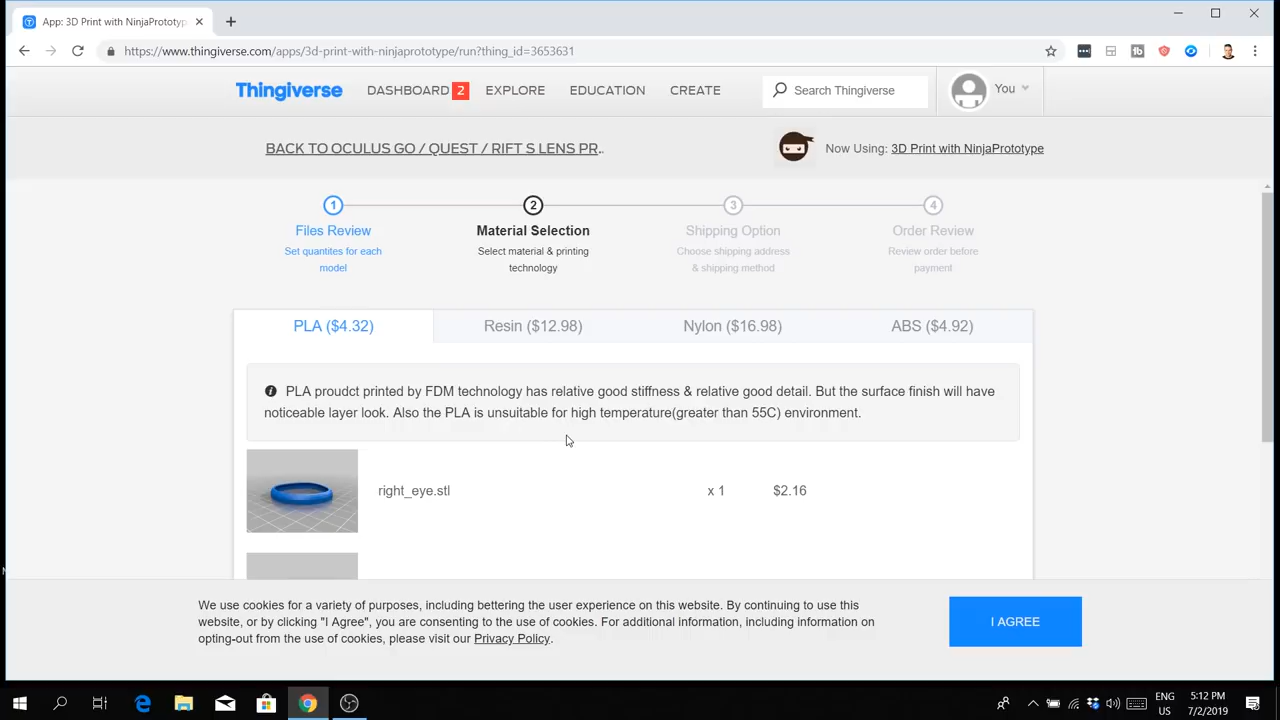 App: 3D Print with NinjaPrototyp
https://www.thingiverse.com/apps/3d-print-with-ninjaprototype/run?thing_id=3653631
Thingiverse
DASHBOARD 2
EXPLORE
EDUCATION
CREATE
Search Thingiverse
You
BACK TO OCULUS GO / QUEST / RIFT S LENS PR..
Now Using: 3D Print with NinjaPrototype
1
Files Review
Set quantites for each
model
2
Material Selection
Select material & printing
technology
3
Shipping Option
Choose shipping address
& shipping method
4
Order Review
Review order before
payment
PLA ($4.32)
Resin ($12.98)
Nylon ($16.98)
ABS ($4.92)
PLA proudct printed by FDM technology has relative good stiffness & relative good detail. But the surface finish will have
noticeable layer look. Also the PLA is unsuitable for high temperature(greater than 55C) environment.
right_eye.stl
x 1
$2.16
We use cookies for a variety of purposes, including bettering the user experience on this website. By continuing to use this
website, or by clicking "I Agree", you are consenting to the use of cookies. For additional information, including information on
opting-out from the use of cookies, please visit our Privacy Policy.
I AGREE
ENG
US
5:12 PM
7/2/2019